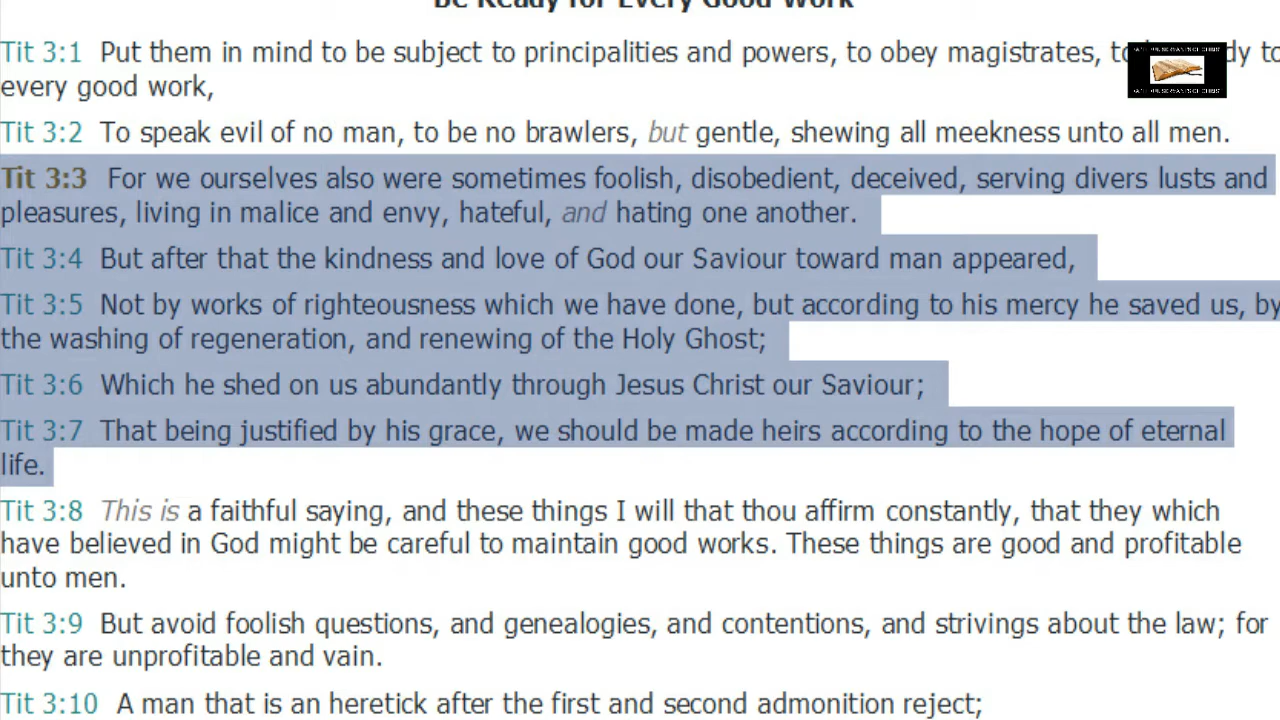 Be Ready for Every Good Work
Tit 3:1 Put them in mind to be subject to principalities and powers, to obey magistrates, to
every good work,
Tit 3:2 To speak evil of no man, to be no brawlers, but gentle, shewing all meekness unto all men.
Tit 3:3 For we ourselves also were sometimes foolish, disobedient, deceived, serving divers lusts and
pleasures, living in malice and envy, hateful, and hating one another.
Tit 3:4 But after that the kindness and love of God our Saviour toward man appeared,
Tit 3:5 Not by works of righteousness which we have done, but according to his mercy he saved us, by
the washing of regeneration, and renewing of the Holy Ghost;
Tit 3:6 Which he shed on us abundantly through Jesus Christ our Saviour;
Tit 3:7 That being justified by his grace, we should be made heirs according to the hope of eternal
life.
Tit 3:8 This is a faithful saying, and these things I will that thou affirm constantly, that they which
have believed in God might be careful to maintain good works. These things are good and profitable
unto men.
Tit 3:9 But avoid foolish questions, and genealogies, and contentions, and strivings about the law; for
they are unprofitable and vain.
Tit 3:10 A man that is an heretick after the first and second admonition reject;